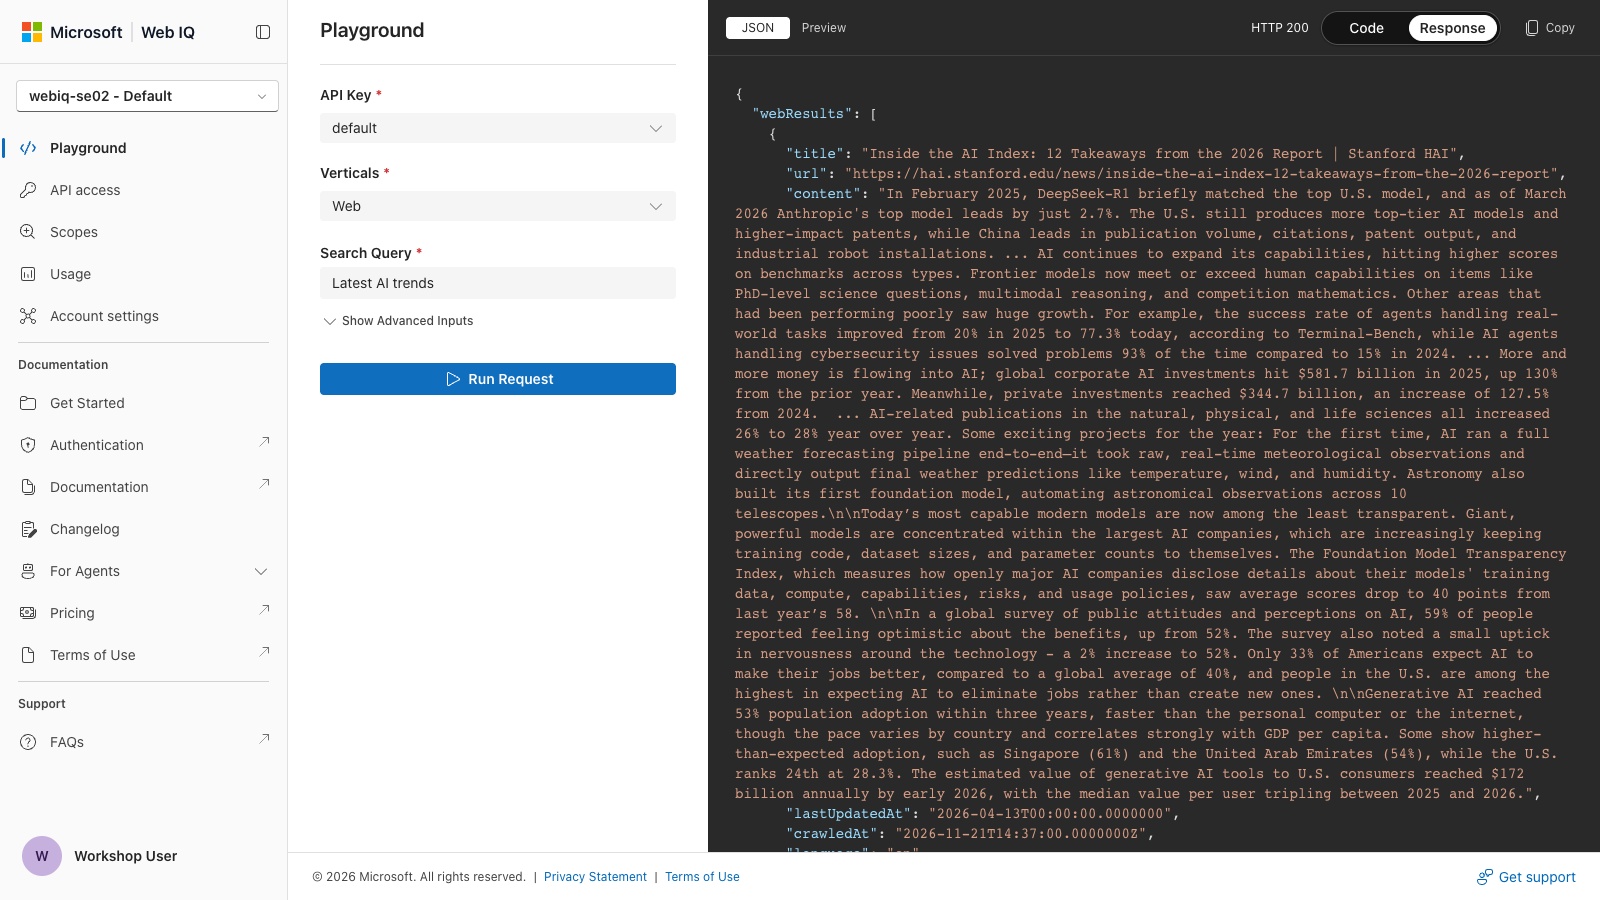 Microsoft | Web IQ
webiq-se02 - Default
Playground
API access
Scopes
Usage
Account settings
Documentation
Get Started
Authentication
Documentation
Changelog
For Agents
Pricing
Terms of Use
Support
FAQs
W
Workshop User
Playground
API Key *
default
Verticals *
Web
Search Query *
Latest AI trends
Show Advanced Inputs
Run Request
JSON
Preview
HTTP 200
Code
Response
Copy
{
"webResults": [
{
"title": "Inside the AI Index: 12 Takeaways from the 2026 Report | Stanford HAI",
"url": "https://hai.stanford.edu/news/inside-the-ai-index-12-takeaways-from-the-2026-report",
"content": "In February 2025, DeepSeek-R1 briefly matched the top U.S. model, and as of March
2026 Anthropic's top model leads by just 2.7%. The U.S. still produces more top-tier AI models and
higher-impact patents, while China leads in publication volume, citations, patent output, and
industrial robot installations. ... AI continues to expand its capabilities, hitting higher scores
on benchmarks across types. Frontier models now meet or exceed human capabilities on items like
PhD-level science questions, multimodal reasoning, and competition mathematics. Other areas that
had been performing poorly saw huge growth. For example, the success rate of agents handling real-
world tasks improved from 20% in 2025 to 77.3% today, according to Terminal-Bench, while AI agents
handling cybersecurity issues solved problems 93% of the time compared to 15% in 2024. ... More and
more money is flowing into AI; global corporate AI investments hit $581.7 billion in 2025, up 130%
from the prior year. Meanwhile, private investments reached $344.7 billion, an increase of 127.5%
from 2024.  ... AI-related publications in the natural, physical, and life sciences all increased
26% to 28% year over year. Some exciting projects for the year: For the first time, AI ran a full
weather forecasting pipeline end-to-end—it took raw, real-time meteorological observations and
directly output final weather predictions like temperature, wind, and humidity. Astronomy also
built its first foundation model, automating astronomical observations across 10
telescopes.\n\nToday’s most capable modern models are now among the least transparent. Giant,
powerful models are concentrated within the largest AI companies, which are increasingly keeping
training code, dataset sizes, and parameter counts to themselves. The Foundation Model Transparency
Index, which measures how openly major AI companies disclose details about their models' training
data, compute, capabilities, risks, and usage policies, saw average scores drop to 40 points from
last year’s 58. \n\nIn a global survey of public attitudes and perceptions on AI, 59% of people
reported feeling optimistic about the benefits, up from 52%. The survey also noted a small uptick
in nervousness around the technology - a 2% increase to 52%. Only 33% of Americans expect AI to
make their jobs better, compared to a global average of 40%, and people in the U.S. are among the
highest in expecting AI to eliminate jobs rather than create new ones. \n\nGenerative AI reached
53% population adoption within three years, faster than the personal computer or the internet,
though the pace varies by country and correlates strongly with GDP per capita. Some show higher-
than-expected adoption, such as Singapore (61%) and the United Arab Emirates (54%), while the U.S.
ranks 24th at 28.3%. The estimated value of generative AI tools to U.S. consumers reached $172
billion annually by early 2026, with the median value per user tripling between 2025 and 2026.",
"lastUpdatedAt": "2026-04-13T00:00:00.0000000",
"crawledAt": "2026-11-21T14:37:00.0000000Z",
© 2026 Microsoft. All rights reserved. | Privacy Statement | Terms of Use
Get support